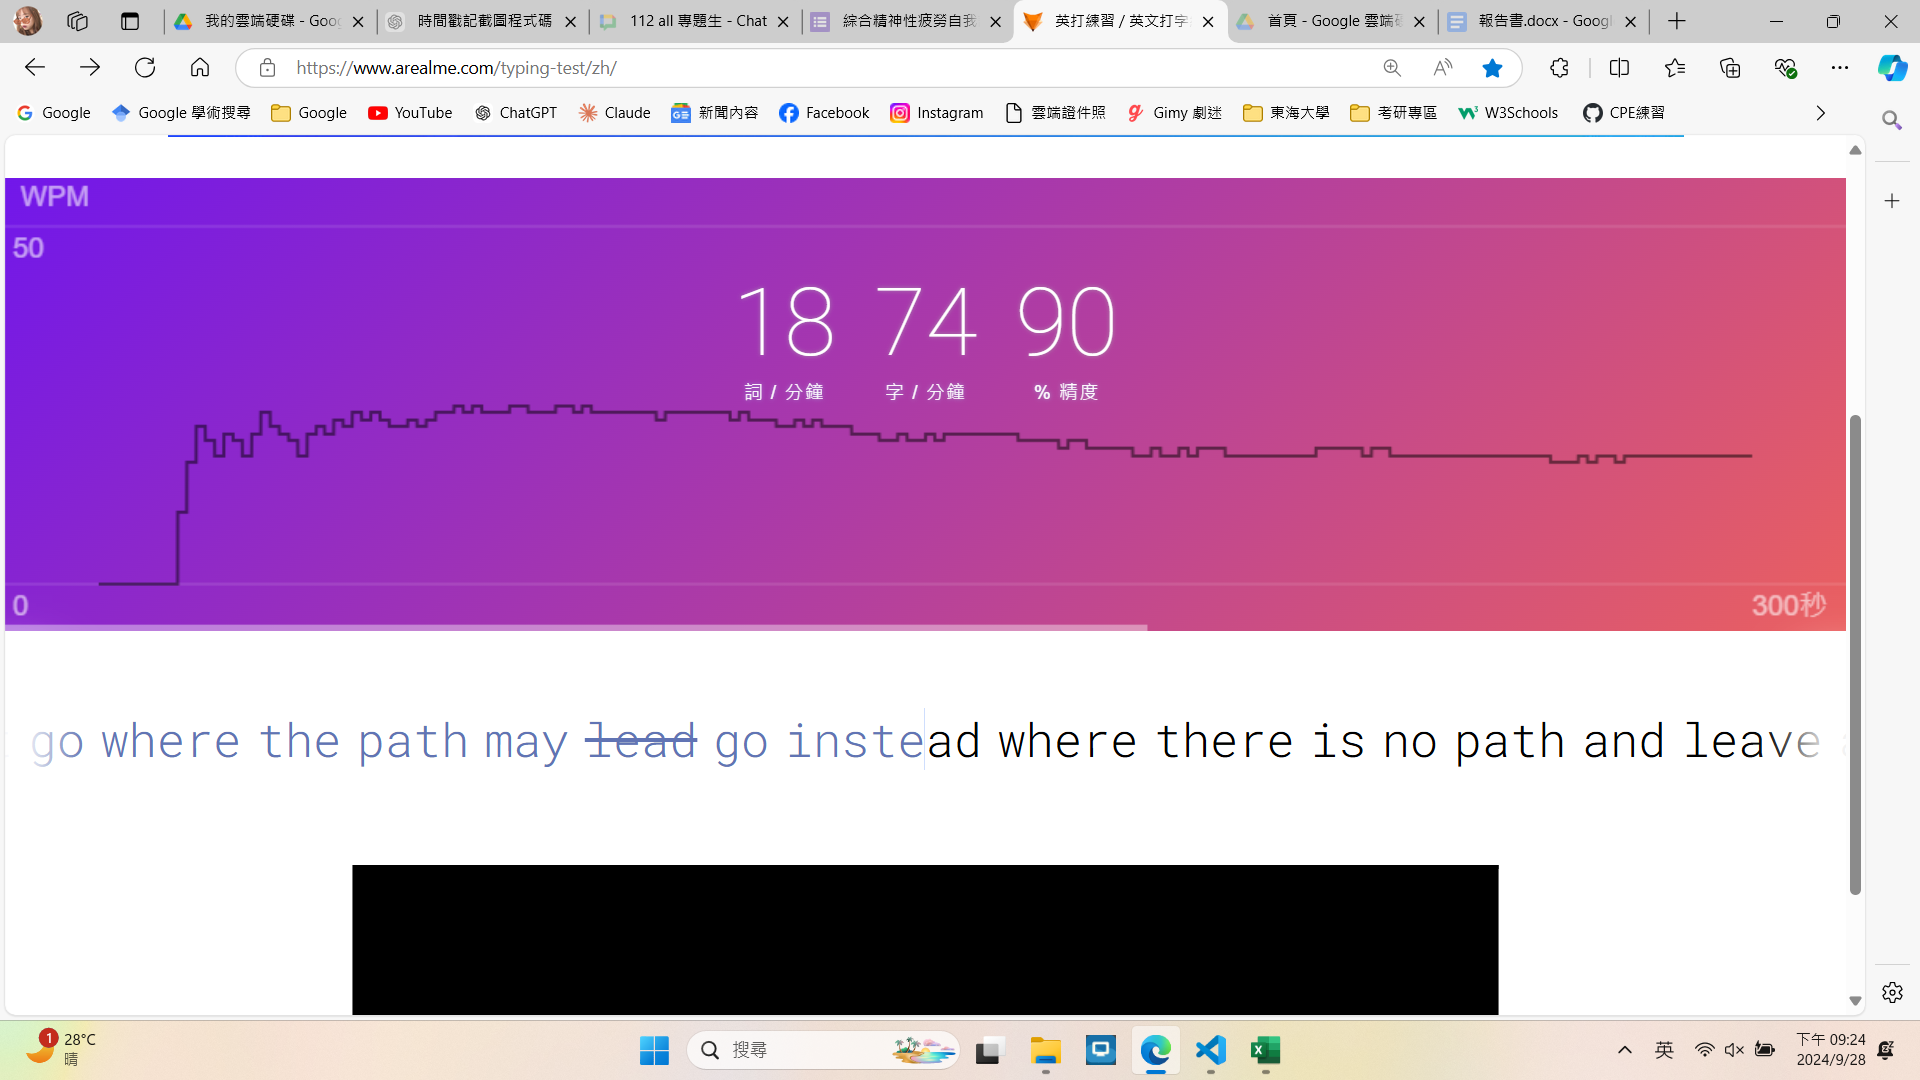 我的雲端硬碟 - Goog
時間戳記截圖程式碼
112 all 專題生 - Chat
綜合精神性疲勞自我
英打練習 / 英文打字
首頁 - Google 雲端硬
報告書.docx - Googl
https://www.arealme.com/typing-test/zh/
Google
Google 學術搜尋
Google
YouTube
ChatGPT
Claude
新聞內容
Facebook
Instagram
雲端證件照
Gimy 劇迷
東海大學
考研專區
W3Schools
CPE練習
WPM
50
18 74 90
詞 / 分鐘 字 / 分鐘 % 精度
0 300秒
go where the path may lead go instead where there is no path and leave
1 28°C
晴
搜尋
英
下午 09:24
2024/9/28